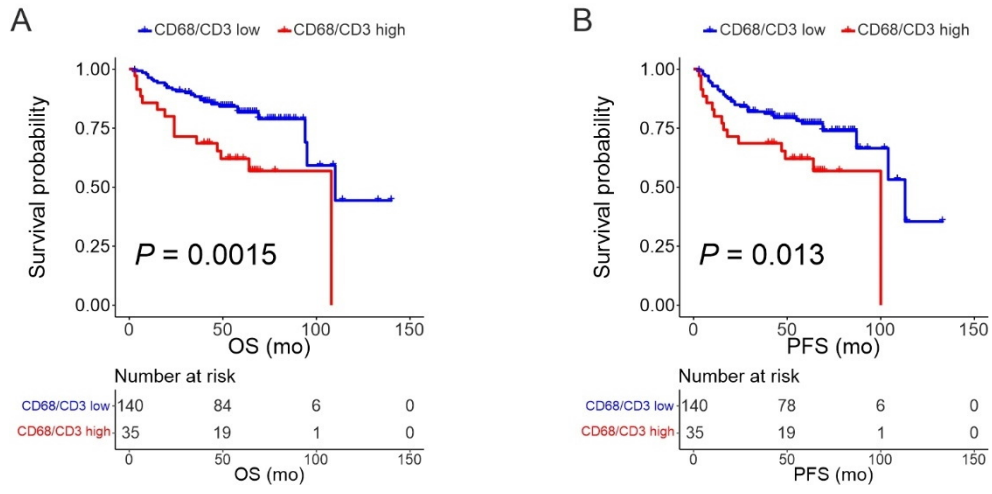 A
CD68/CD3 low CD68/CD3 high
Survival probability
1.00
0.75
0.50
0.25
0.00
P = 0.0015
0 50 100 150
OS (mo)
Number at risk
CD68/CD3 low 140 84 6 0
CD68/CD3 high 35 19 1 0
0 50 100 150
OS (mo)
B
CD68/CD3 low CD68/CD3 high
Survival probability
1.00
0.75
0.50
0.25
0.00
P = 0.013
0 50 100 150
PFS (mo)
Number at risk
CD68/CD3 low 140 78 6 0
CD68/CD3 high 35 19 1 0
0 50 100 150
PFS (mo)